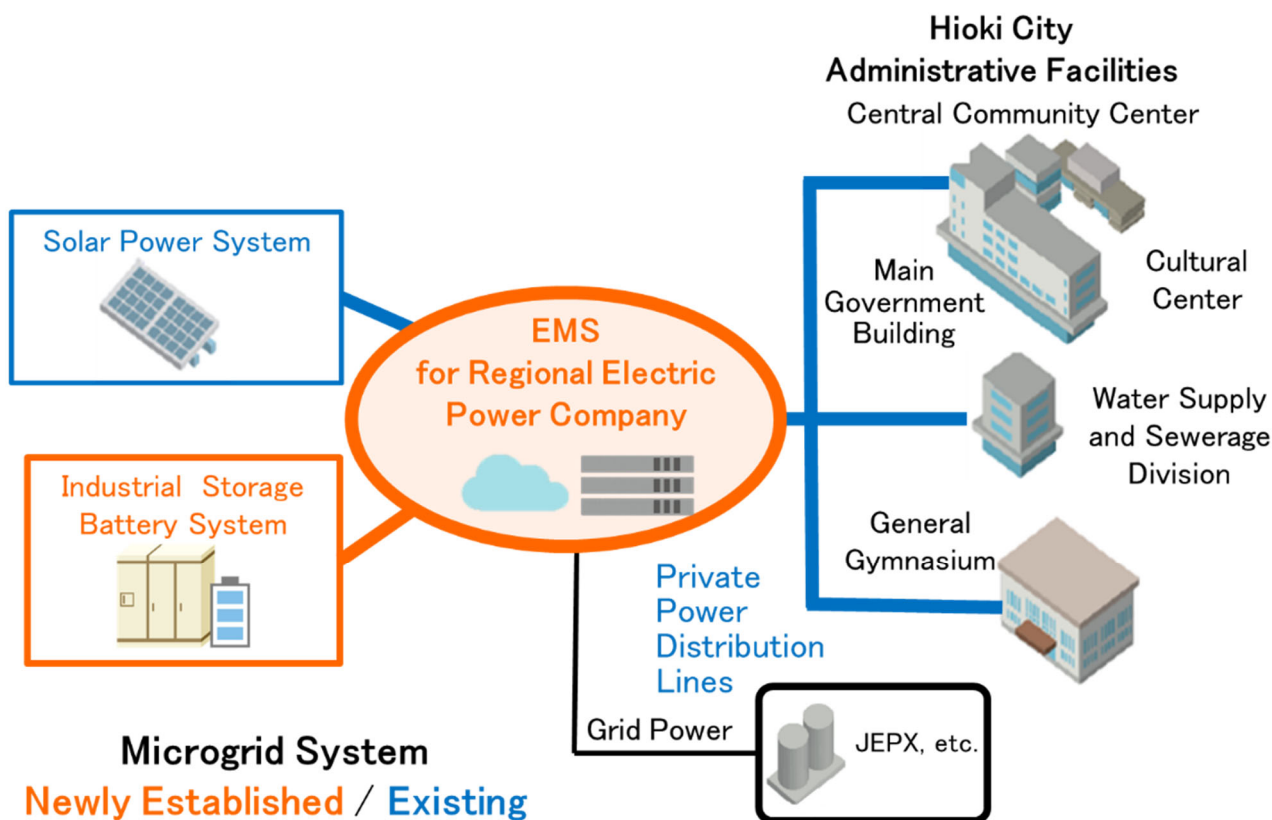 Hioki City
Administrative Facilities
Central Community Center
Solar Power System
Main
Government
Building
Cultural
Center
EMS
for Regional Electric
Power Company
Water Supply
and Sewerage
Division
Industrial Storage
Battery System
General
Gymnasium
Private
Power
Distribution
Lines
Grid Power
JEPX, etc.
Microgrid System
Newly Established / Existing